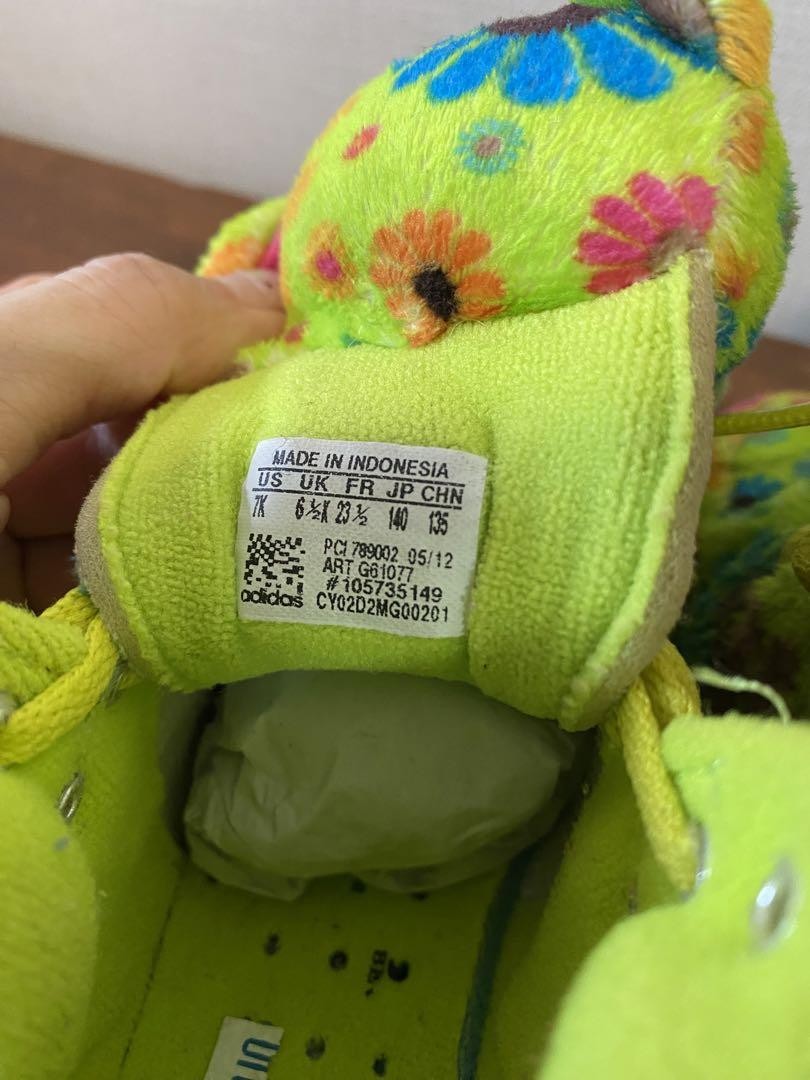 MADE IN INDONESIA
US UK FR JP CHN
7K 6½K 23½ 140 135
PCI 789002 05/12
ART G61077
#105735149
adidas CY02D2MG00201